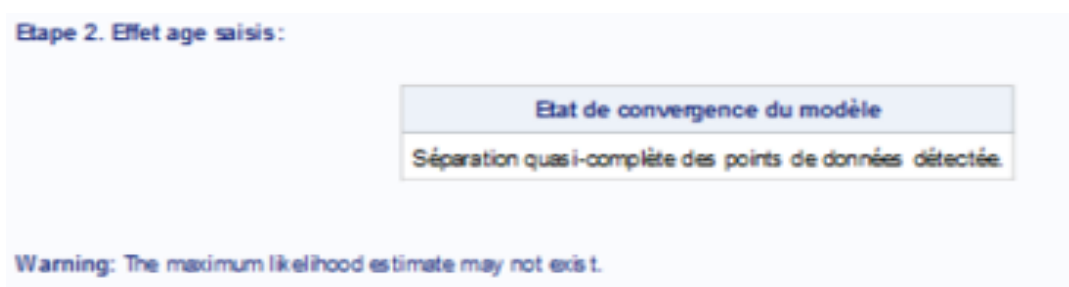 Etape 2. Effet age saisis:
Etat de convergence du modèle
Séparation quasi-complète des points de données détectée.
Warning: The maximum likelihood estimate may not exist.